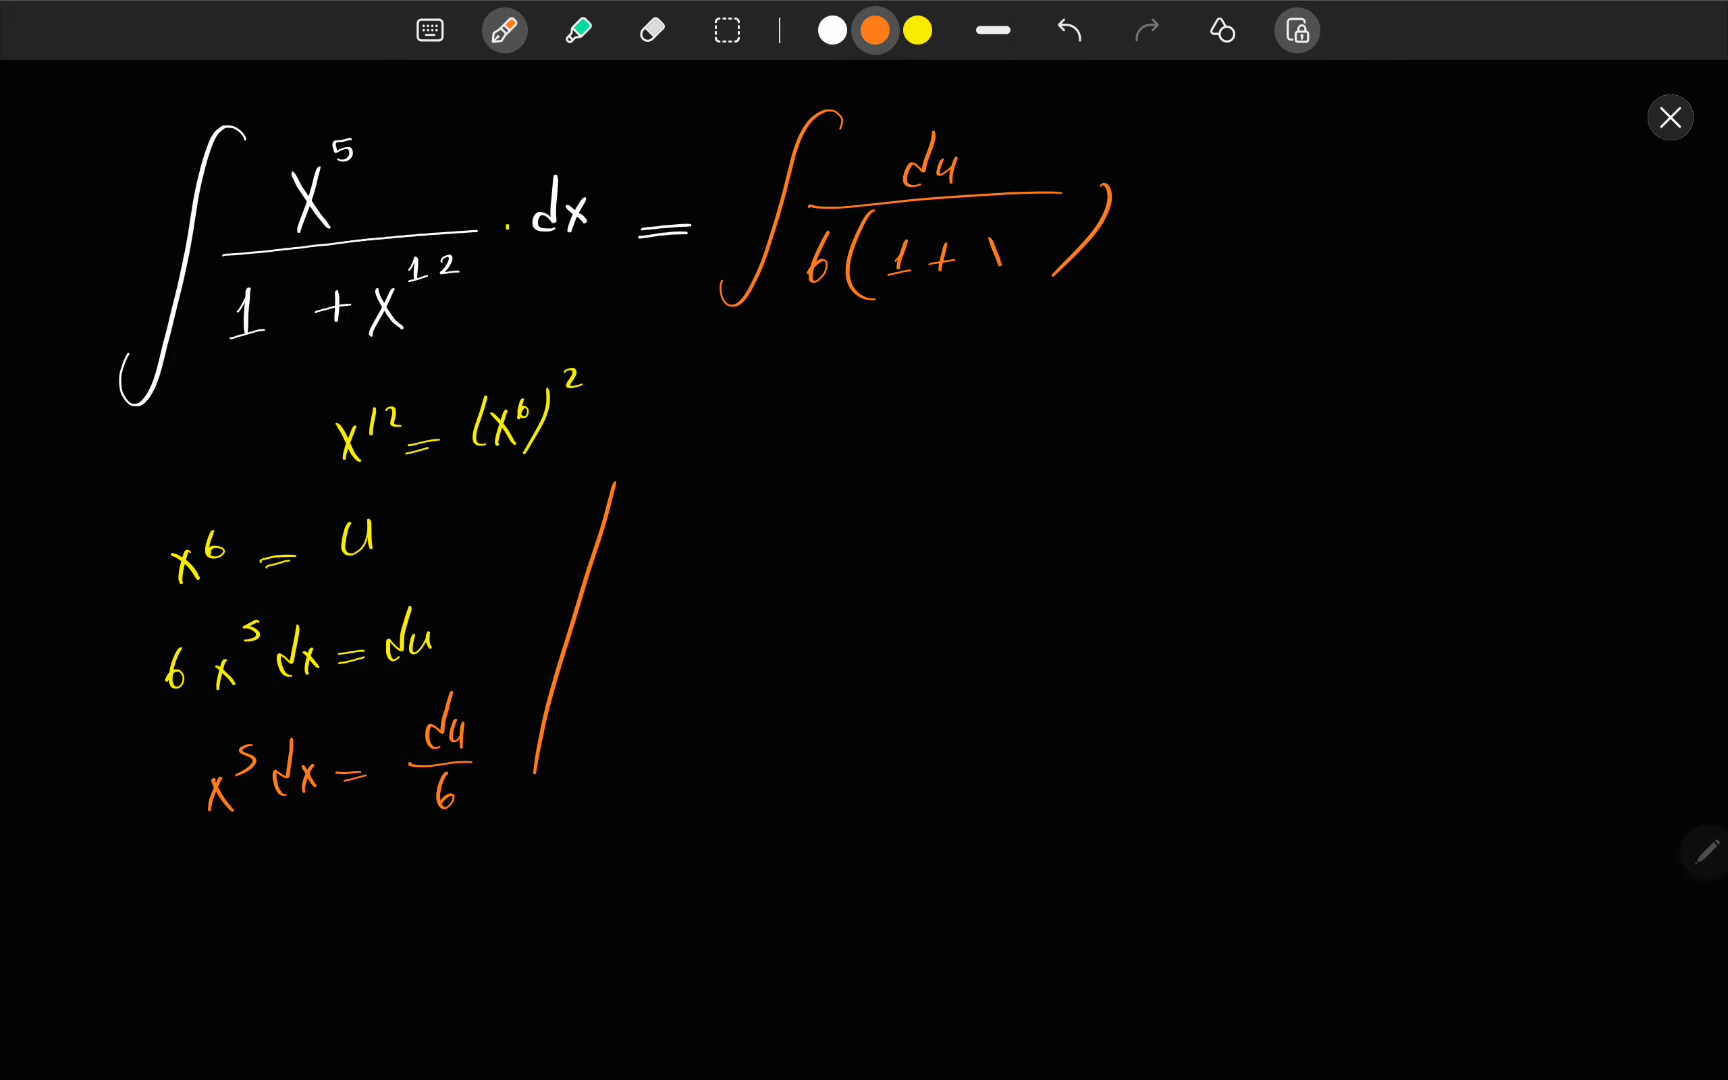 ∫ x^5 / (1 + x^12) · dx = ∫ du / 6(1 + \ )
x^12 = (x^6)^2
x^6 = u
6 x^5 dx = du
x^5 dx = du / 6